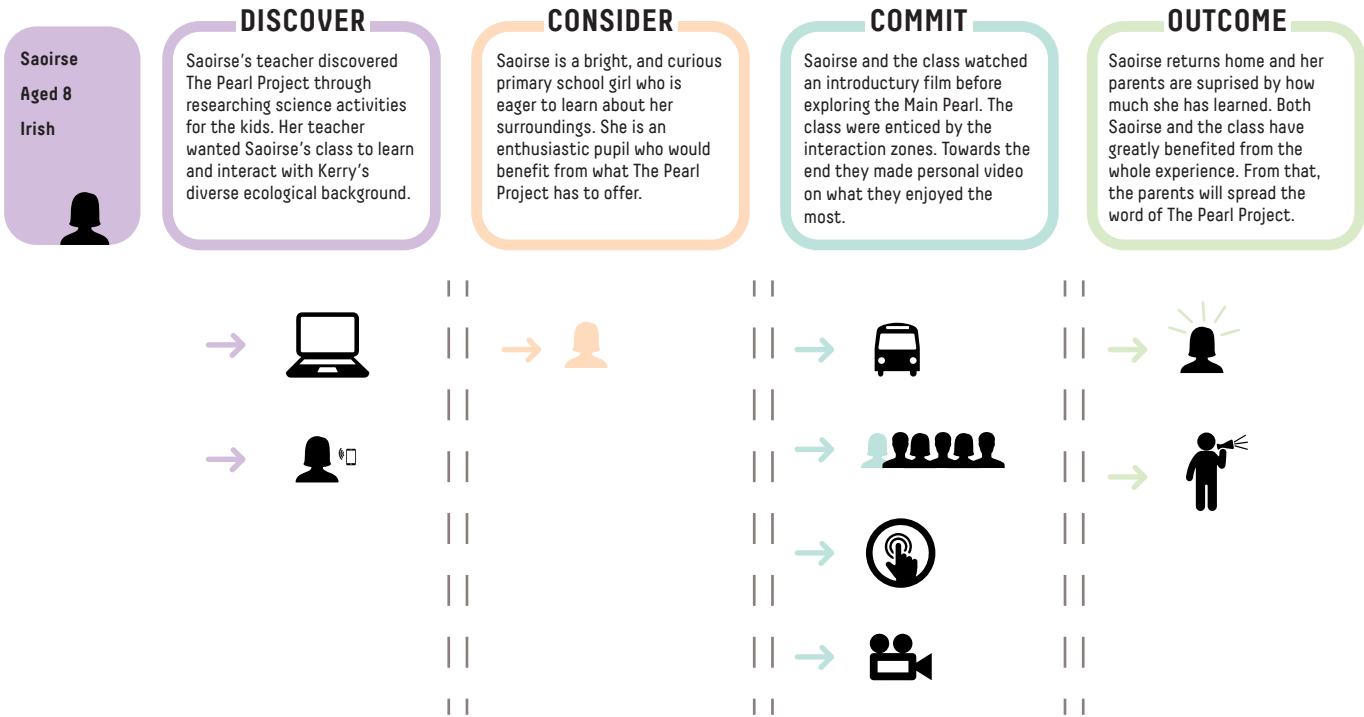 Saoirse
Aged 8
Irish
DISCOVER
Saoirse's teacher discovered
The Pearl Project through
researching science activities
for the kids. Her teacher
wanted Saoirse's class to learn
and interact with Kerry's
diverse ecological background.
CONSIDER
Saoirse is a bright, and curious
primary school girl who is
eager to learn about her
surroundings. She is an
enthusiastic pupil who would
benefit from what The Pearl
Project has to offer.
COMMIT
Saoirse and the class watched
an introductury film before
exploring the Main Pearl. The
class were enticed by the
interaction zones. Towards the
end they made personal video
on what they enjoyed the
most.
OUTCOME
Saoirse returns home and her
parents are suprised by how
much she has learned. Both
Saoirse and the class have
greatly benefited from the
whole experience. From that,
the parents will spread the
word of The Pearl Project.